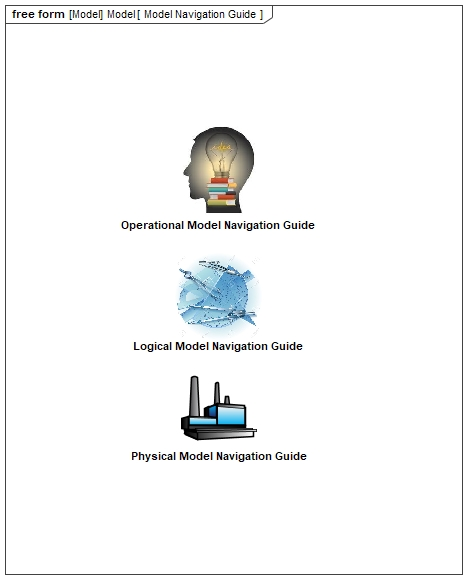 free form [Model] Model [ Model Navigation Guide ]
idea
Operational Model Navigation Guide
Logical Model Navigation Guide
Physical Model Navigation Guide